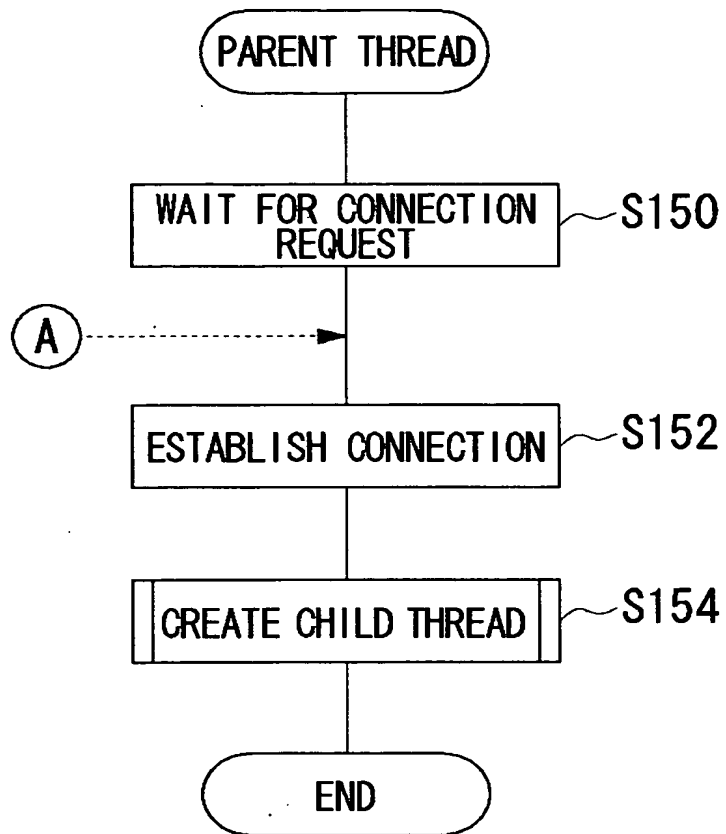 PARENT THREAD
WAIT FOR CONNECTION
REQUEST
S150
A
ESTABLISH CONNECTION
S152
CREATE CHILD THREAD
S154
END